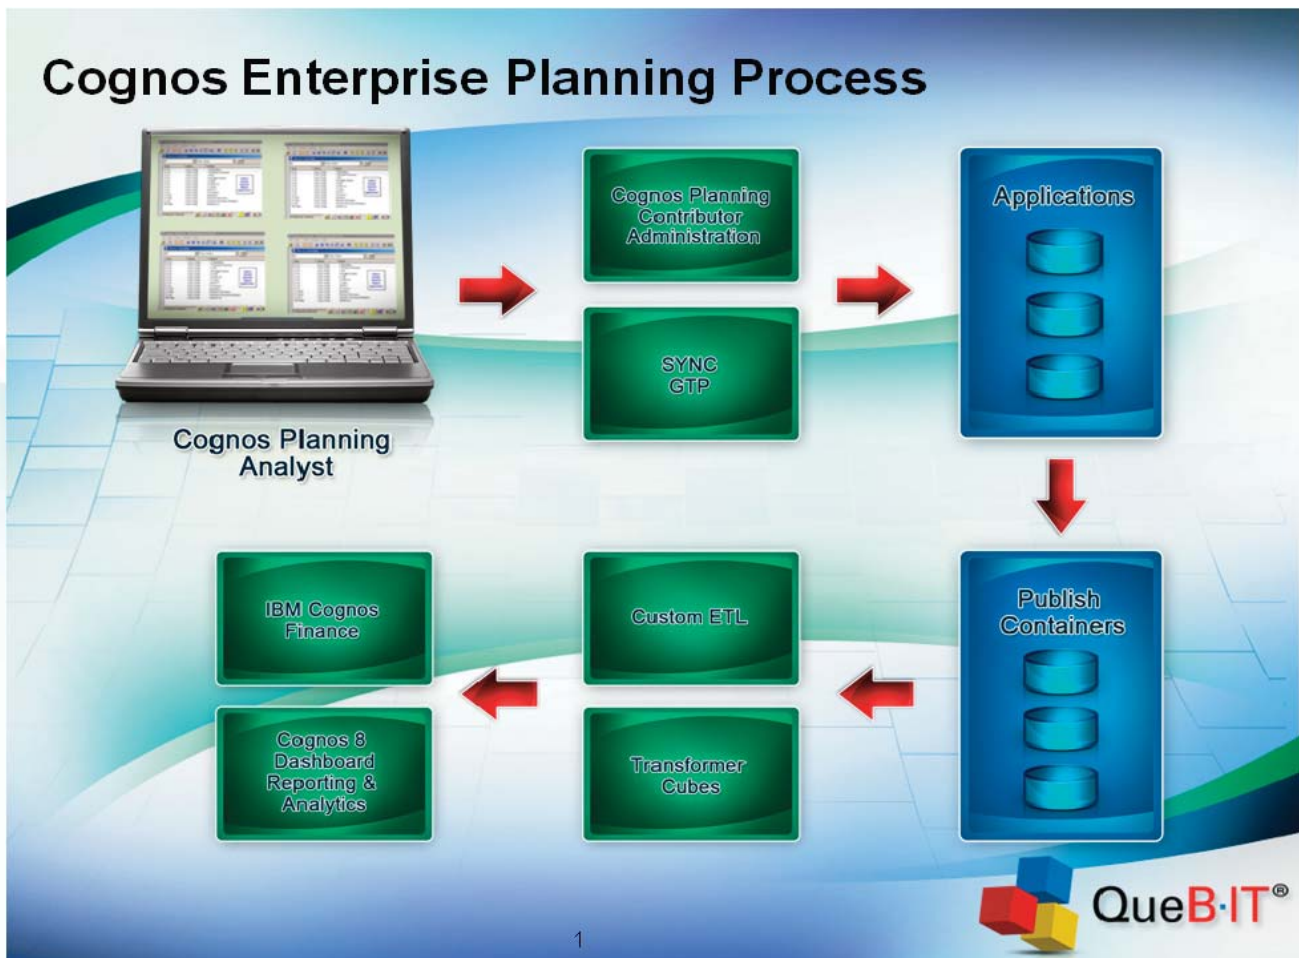 Cognos Enterprise Planning Process
Cognos Planning
Contributor
Administration
Applications
SYNC
GTP
Cognos Planning
Analyst
IBM Cognos
Finance
Custom ETL
Publish
Containers
Cognos 8
Dashboard
Reporting &
Analytics
Transformer
Cubes
QueB·IT®
1